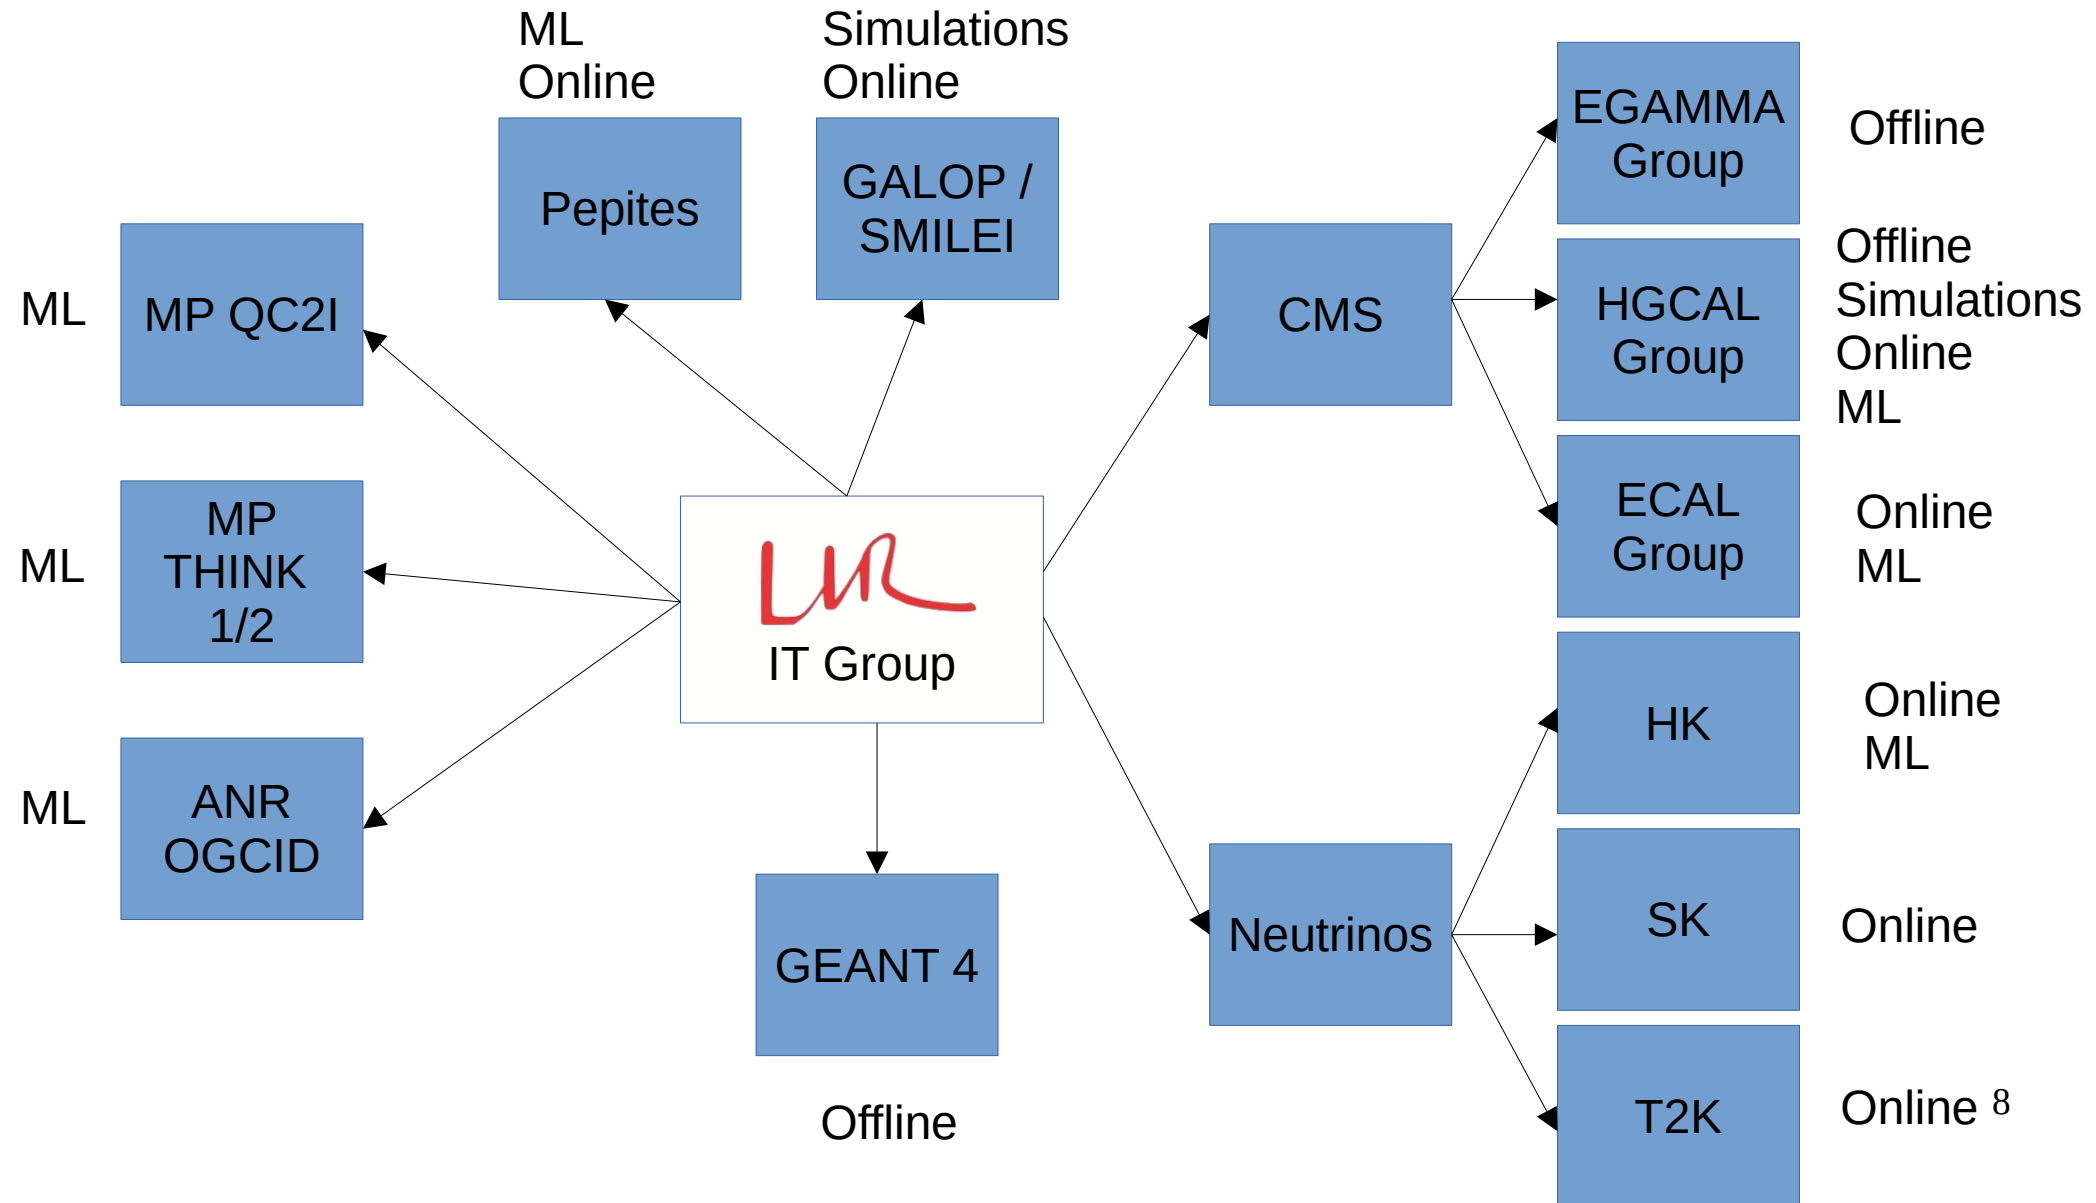 ML
Online
Simulations
Online
Pepites
GALOP /
SMILEI
ML
MP QC2I
ML
MP
THINK
1/2
ML
ANR
OGCID
LLR
IT Group
GEANT 4
Offline
CMS
EGAMMA
Group
Offline
HGCAL
Group
Offline
Simulations
Online
ML
ECAL
Group
Online
ML
Neutrinos
HK
Online
ML
SK
Online
T2K
Online
8